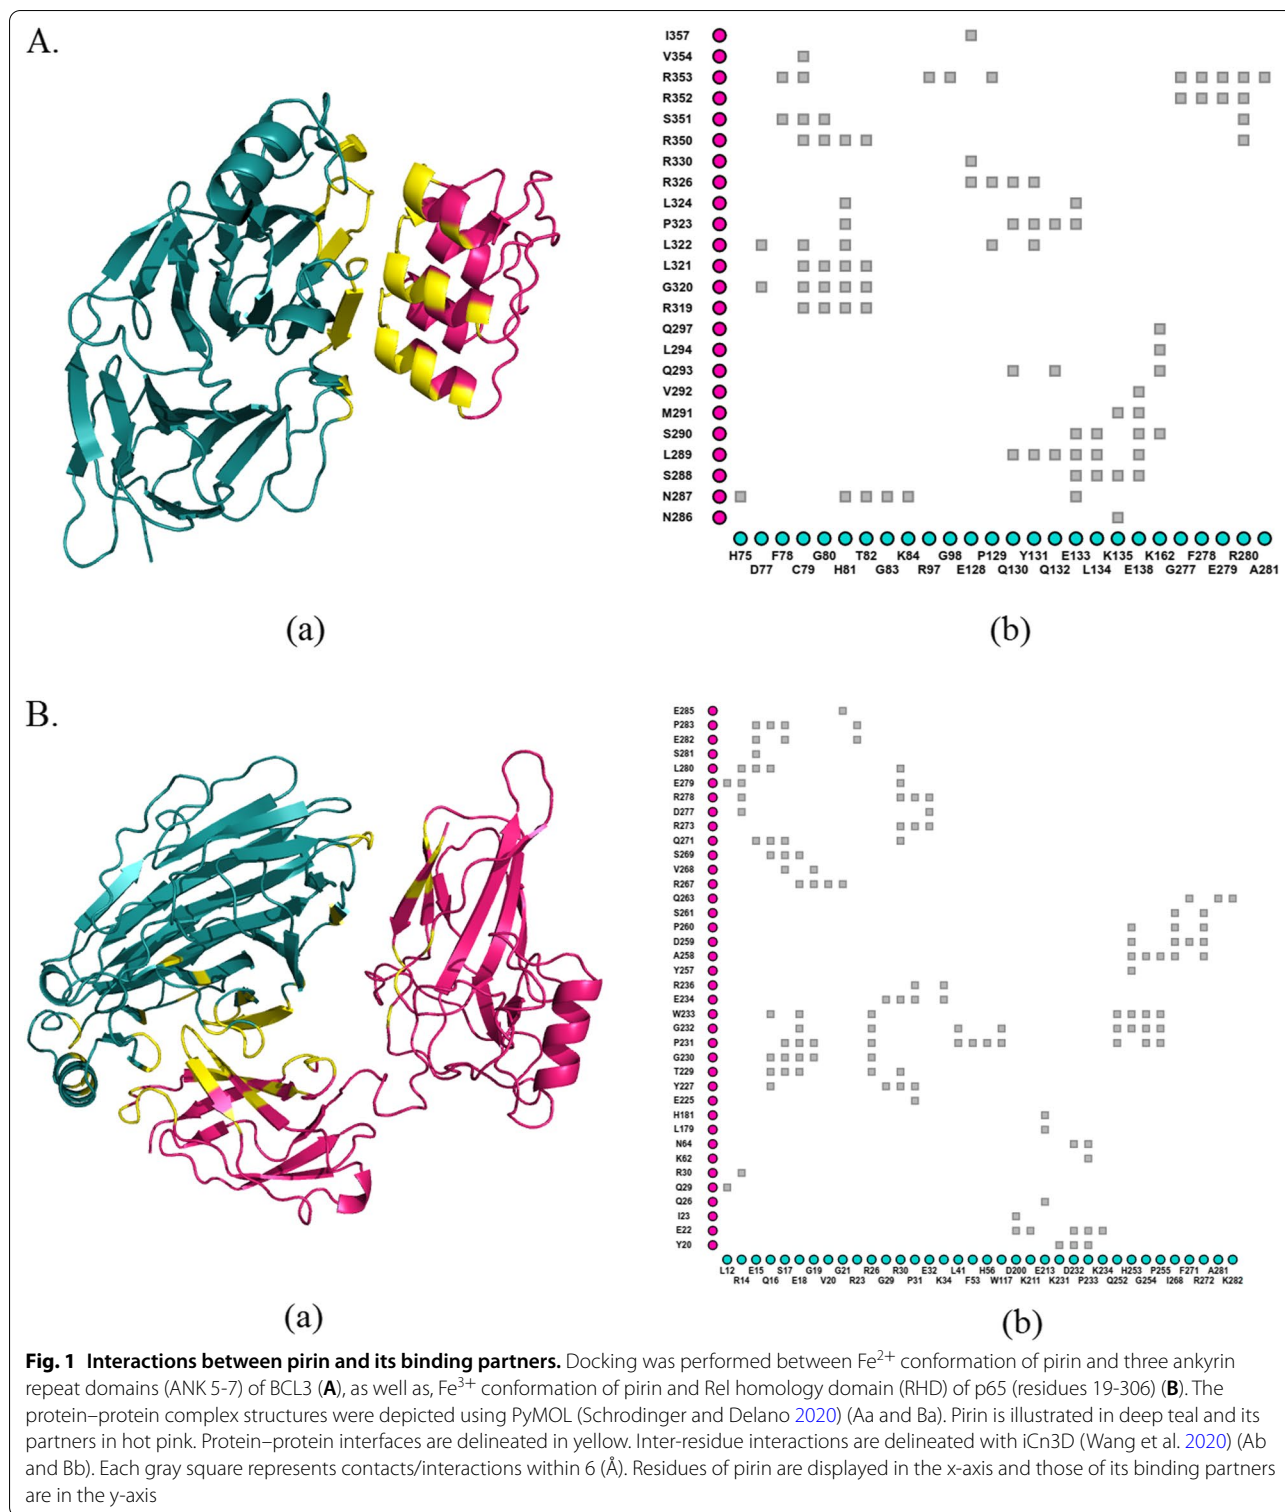 A.
I357
V354
R353
R352
S351
R350
R330
R326
L324
P323
L322
L321
G320
R319
Q297
L294
Q293
V292
M291
S290
L289
S288
N287
N286
H75 F78 G80 T82 K84 G98 P129 Y131 E133 K135 K162 F278 R280
D77 C79 H81 G83 R97 E128 Q130 Q132 L134 E138 G277 E279 A281
(a)
(b)
B.
E285
P283
E282
S281
L280
E279
R278
D277
R273
Q271
S269
V268
R267
Q263
S261
P260
D259
A258
Y257
R236
E234
W233
G232
P231
G230
T229
Y227
E225
H181
L179
N64
K62
R30
Q29
Q26
I23
E22
Y20
L12 E15 S17 G19 G21 R26 R30 E32 L41 H56 D200 E213 D232 K234 H253 P255 F271 A281
R14 Q16 E18 V20 R23 G29 P31 K34 F53 W117 K211 K231 P233 Q252 G254 I268 R272 K282
(a)
(b)
Fig. 1 Interactions between pirin and its binding partners. Docking was performed between Fe2+ conformation of pirin and three ankyrin
repeat domains (ANK 5-7) of BCL3 (A), as well as, Fe3+ conformation of pirin and Rel homology domain (RHD) of p65 (residues 19-306) (B). The
protein–protein complex structures were depicted using PyMOL (Schrodinger and Delano 2020) (Aa and Ba). Pirin is illustrated in deep teal and its
partners in hot pink. Protein–protein interfaces are delineated in yellow. Inter-residue interactions are delineated with iCn3D (Wang et al. 2020) (Ab
and Bb). Each gray square represents contacts/interactions within 6 (Å). Residues of pirin are displayed in the x-axis and those of its binding partners
are in the y-axis